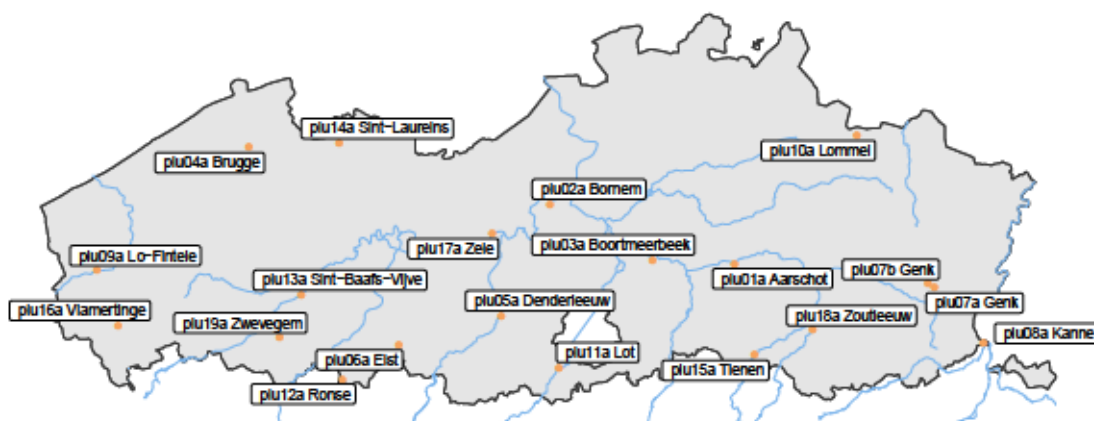 plu14a Sint-Laureins
plu04a Brugge
plu10a Lommel
plu02a Bornem
plu17a Zele
plu03a Boortmeerbeek
plu09a Lo-Fintele
plu13a Sint-Baafs-Vijve
plu01a Aarschot
plu07b Genk
plu07a Genk
plu05a Denderleeuw
plu16a Vlamertinge
plu19a Zwevegem
plu18a Zoutleeuw
plu08a Kanne
plu06a Elst
plu11a Lot
plu15a Tienen
plu12a Ronse